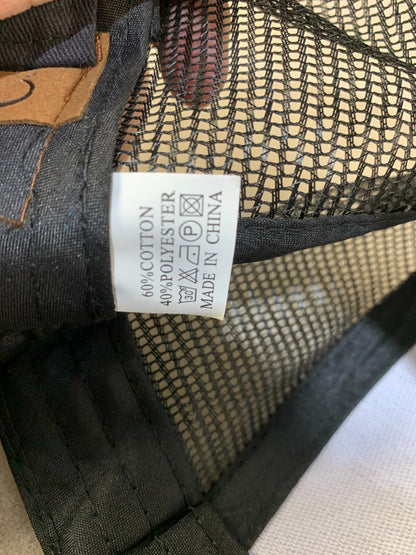 60%COTTON
40%POLYESTER
30°
P
MADE IN CHINA
C